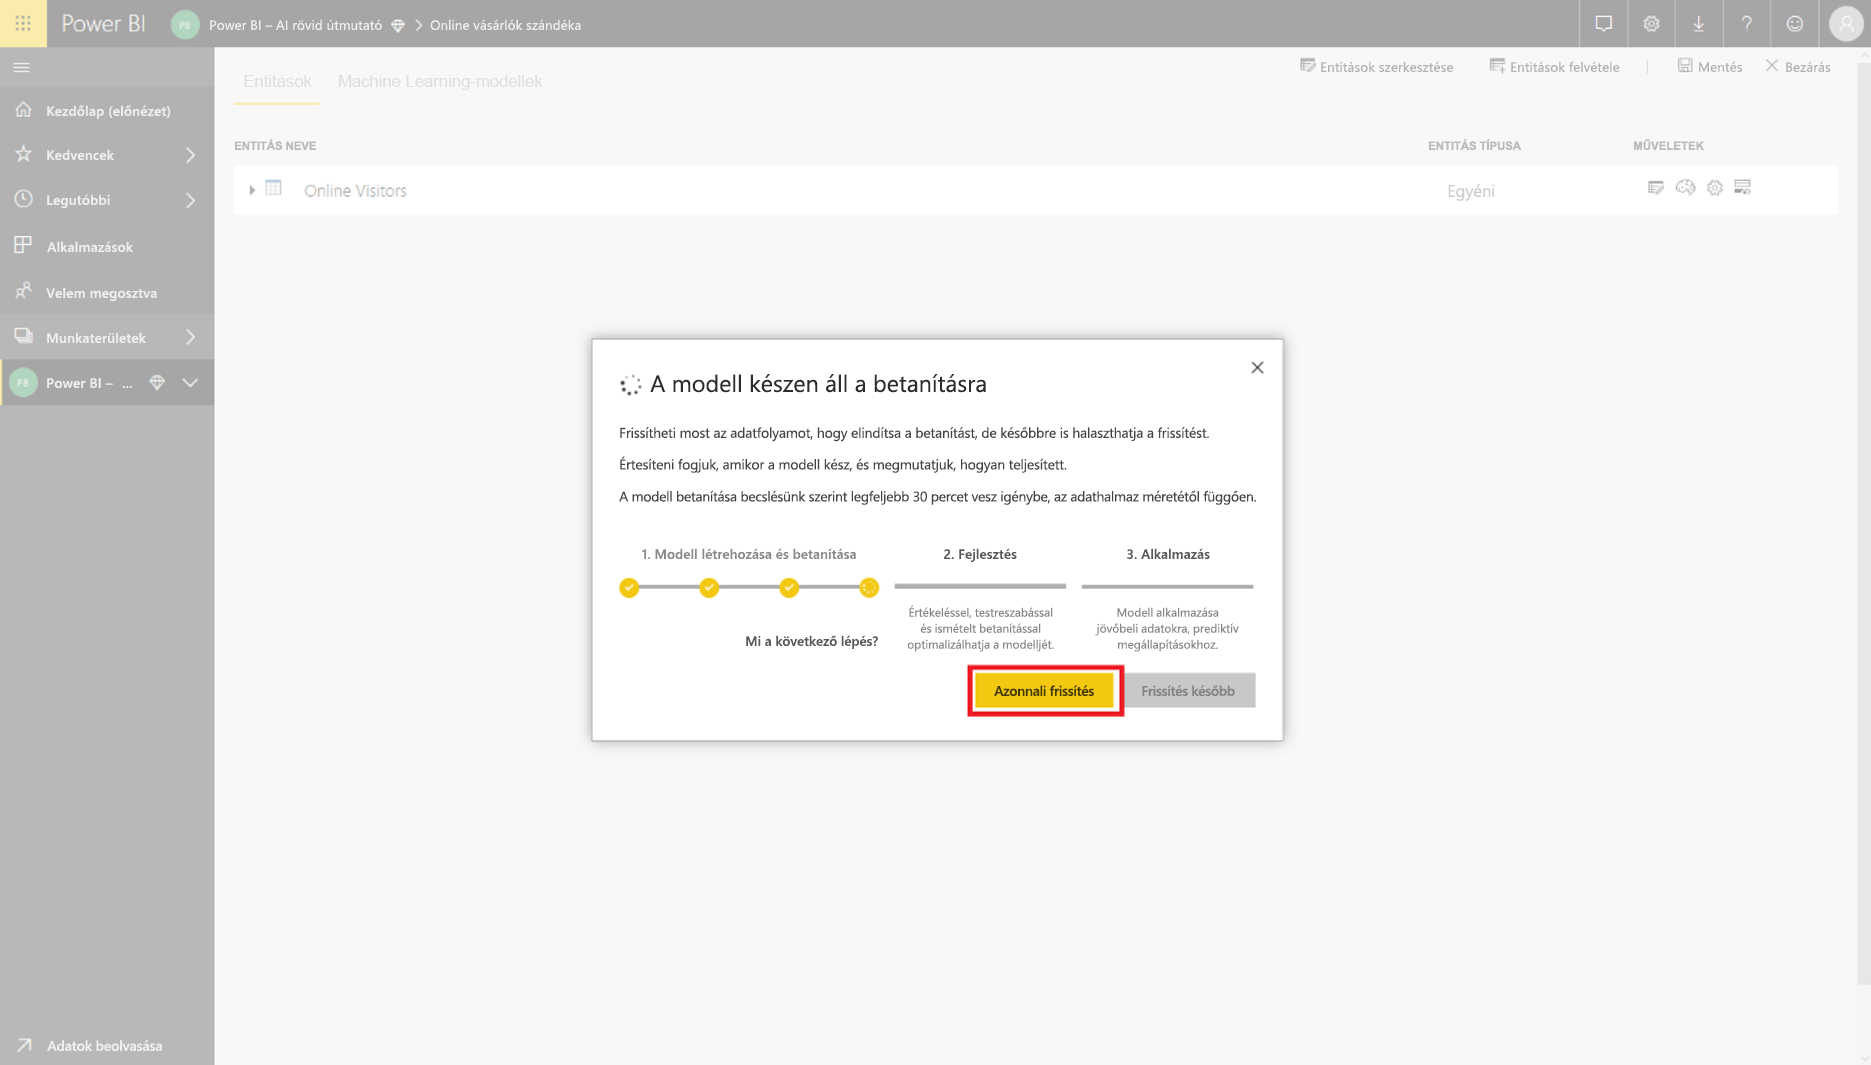 Power BI
PB
Power BI – AI rövid útmutató
Online vásárlók szándéka
?
Kezdőlap (előnézet)
Kedvencek
Legutóbbi
Alkalmazások
Velem megosztva
Munkaterületek
PB
Power BI – ...
Adatok beolvasása
Entitások
Machine Learning-modellek
Entitások szerkesztése
Entitások felvétele
Mentés
Bezárás
ENTITÁS NEVE
ENTITÁS TÍPUSA
MŰVELETEK
Online Visitors
Egyéni
A modell készen áll a betanításra
Frissítheti most az adatfolyamot, hogy elindítsa a betanítást, de későbbre is halaszthatja a frissítést.
Értesíteni fogjuk, amikor a modell kész, és megmutatjuk, hogyan teljesített.
A modell betanítása becslésünk szerint legfeljebb 30 percet vesz igénybe, az adathalmaz méretétől függően.
1. Modell létrehozása és betanítása
Mi a következő lépés?
2. Fejlesztés
Értékeléssel, testreszabással
és ismételt betanítással
optimalizálhatja a modelljét.
3. Alkalmazás
Modell alkalmazása
jövőbeli adatokra, prediktív
megállapításokhoz.
Azonnali frissítés
Frissítés később